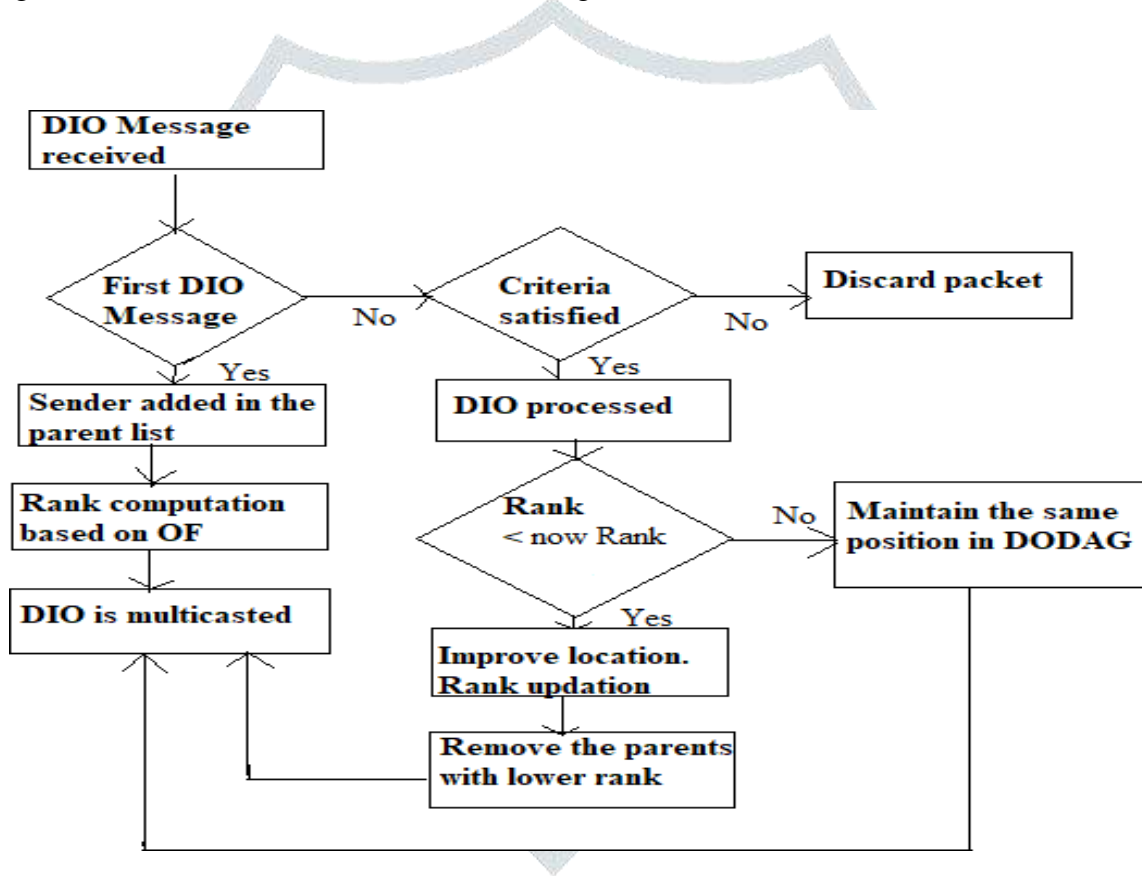 DIO Message
received
First DIO
Message
No
Criteria
satisfied
No
Discard packet
Yes
Sender added in the
parent list
Yes
DIO processed
Rank computation
based on OF
Rank
< now Rank
No
Maintain the same
position in DODAG
DIO is multicasted
Yes
Improve location.
Rank updation
Remove the parents
with lower rank